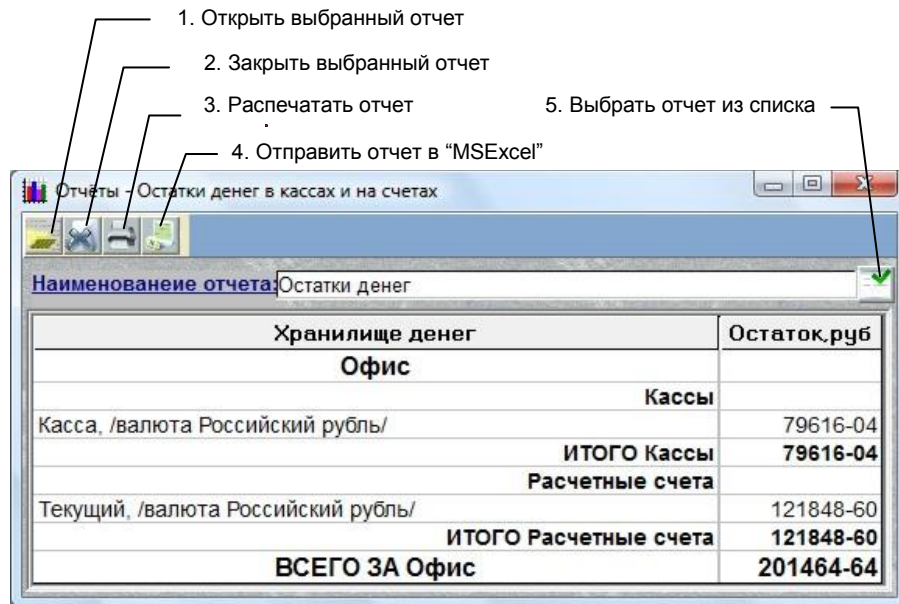 1. Открыть выбранный отчет
2. Закрыть выбранный отчет
3. Распечатать отчет
5. Выбрать отчет из списка
4. Отправить отчет в “MSExcel”
Отчёты - Остатки денег в кассах и на счетах
Наименованеие отчета: Остатки денег
Хранилище денег Остаток,руб
Офис
Кассы
Касса, /валюта Российский рубль/ 79616-04
ИТОГО Кассы 79616-04
Расчетные счета
Текущий, /валюта Российский рубль/ 121848-60
ИТОГО Расчетные счета 121848-60
ВСЕГО ЗА Офис 201464-64